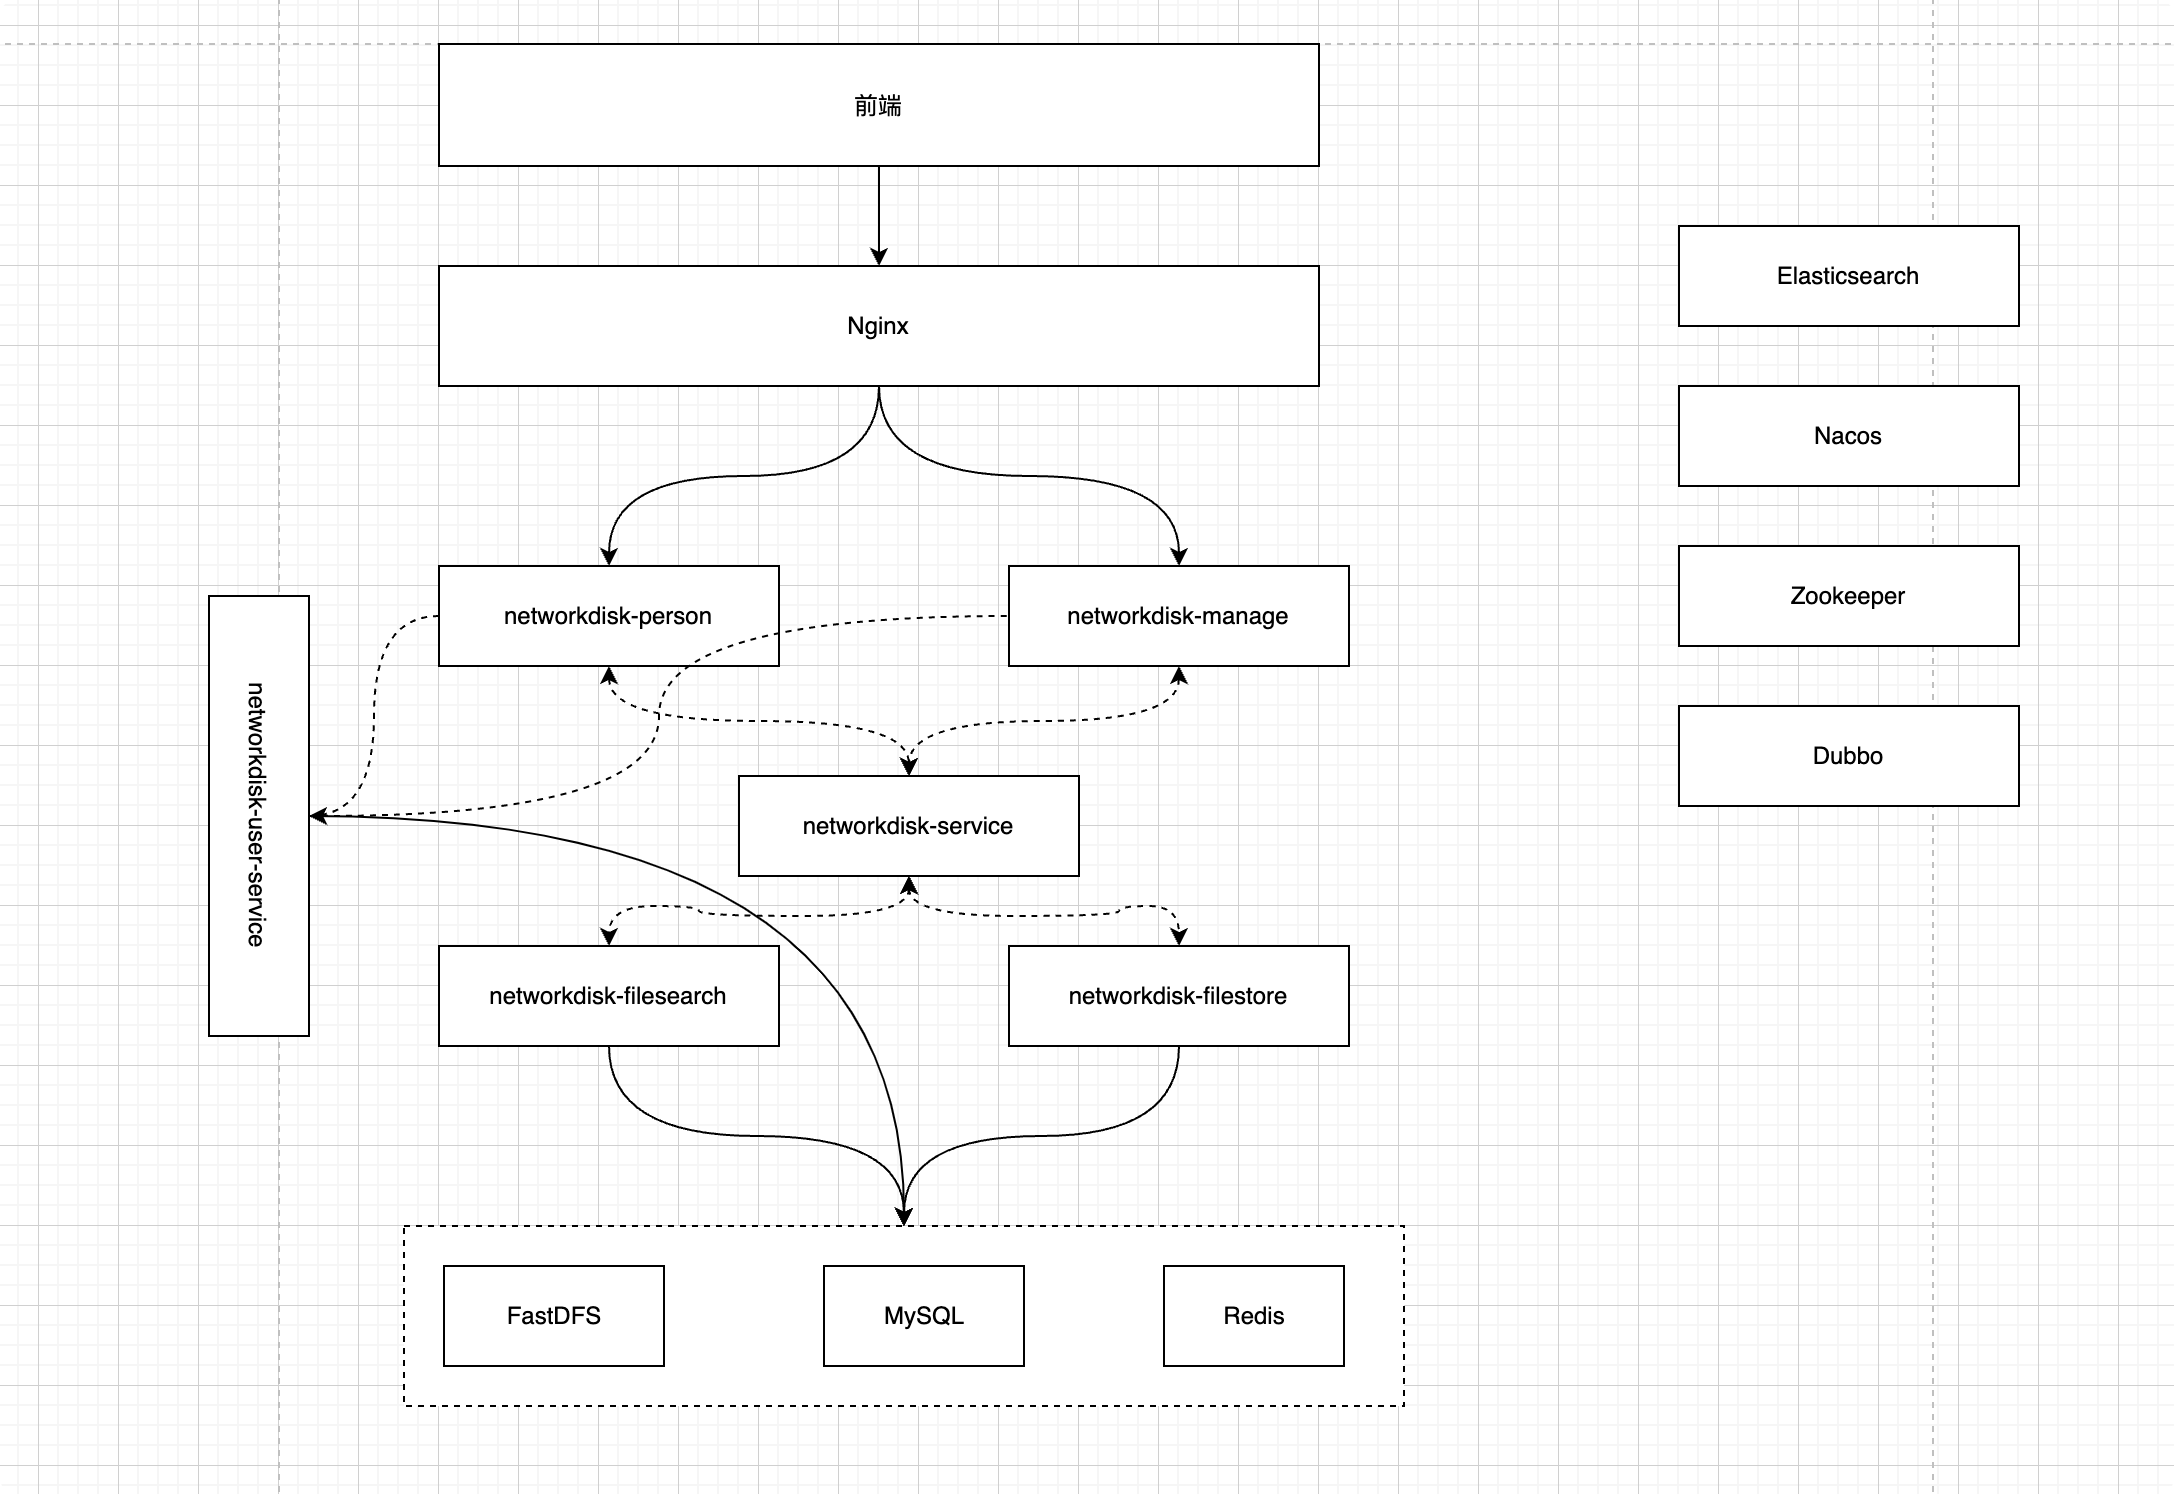 前端
Nginx
Elasticsearch
Nacos
Zookeeper
Dubbo
networkdisk-person
networkdisk-manage
networkdisk-user-service
networkdisk-service
networkdisk-filesearch
networkdisk-filestore
FastDFS
MySQL
Redis